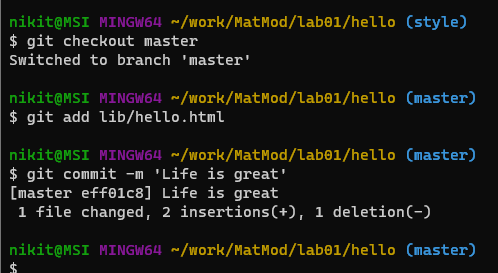 nikit@MSI MINGW64 ~/work/MatMod/lab01/hello (style)
$ git checkout master
Switched to branch 'master'
nikit@MSI MINGW64 ~/work/MatMod/lab01/hello (master)
$ git add lib/hello.html
nikit@MSI MINGW64 ~/work/MatMod/lab01/hello (master)
$ git commit -m 'Life is great'
[master eff01c8] Life is great
 1 file changed, 2 insertions(+), 1 deletion(-)
nikit@MSI MINGW64 ~/work/MatMod/lab01/hello (master)
$